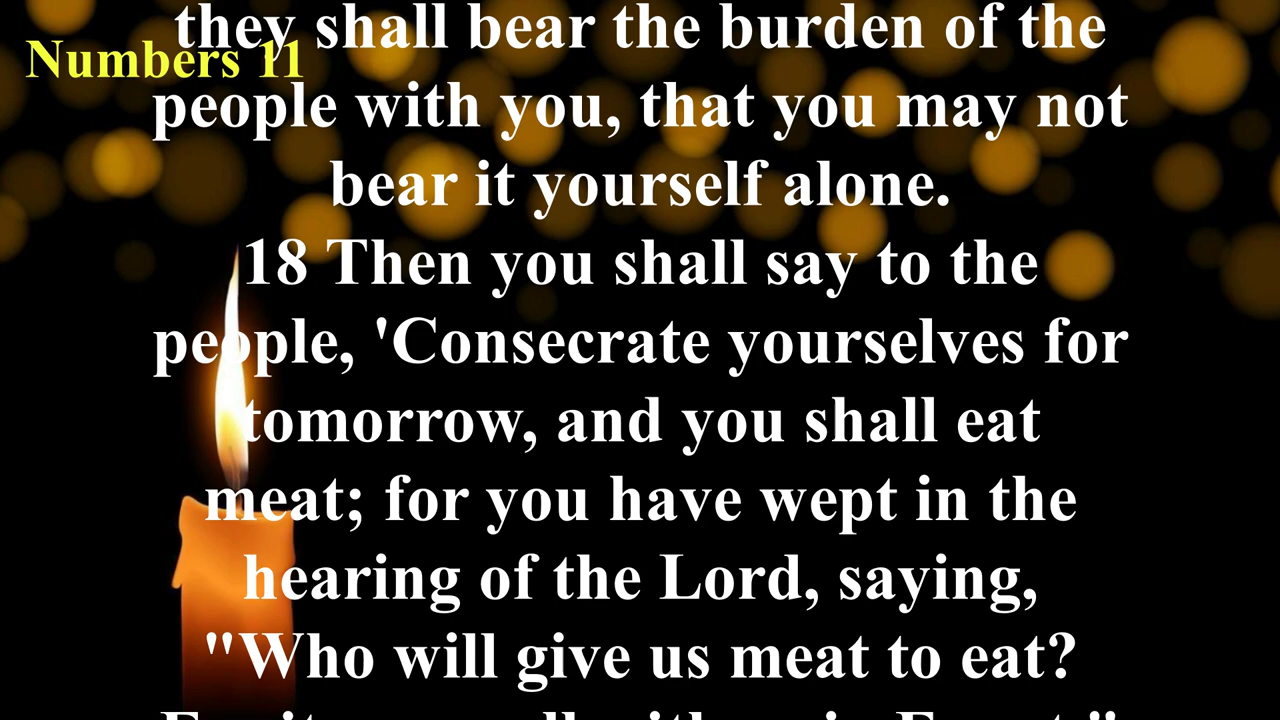 they shall bear the burden of the
Numbers 11
people with you, that you may not
bear it yourself alone.
18 Then you shall say to the
people, 'Consecrate yourselves for
tomorrow, and you shall eat
meat; for you have wept in the
hearing of the Lord, saying,
"Who will give us meat to eat?